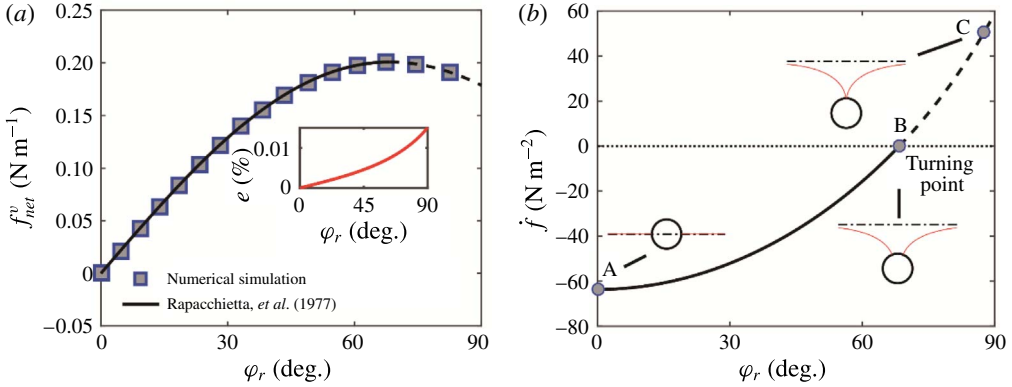 (a)
0.25
0.20
0.15
0.10
0.05
0
−0.05
f^v_net (N m^−1)
0
30
60
90
φ_r (deg.)
e (%)
0.01
0
0
45
90
φ_r (deg.)
Numerical simulation
Rapacchietta, et al. (1977)
(b)
60
40
20
0
−20
−40
−60
−80
ḟ (N m^−2)
0
30
60
90
φ_r (deg.)
C
B
Turning
point
A